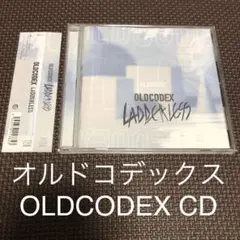 OLDCODEX LADDERLESS
OLDCODEX
LADDERLESS
オルドコデックス
OLDCODEX CD